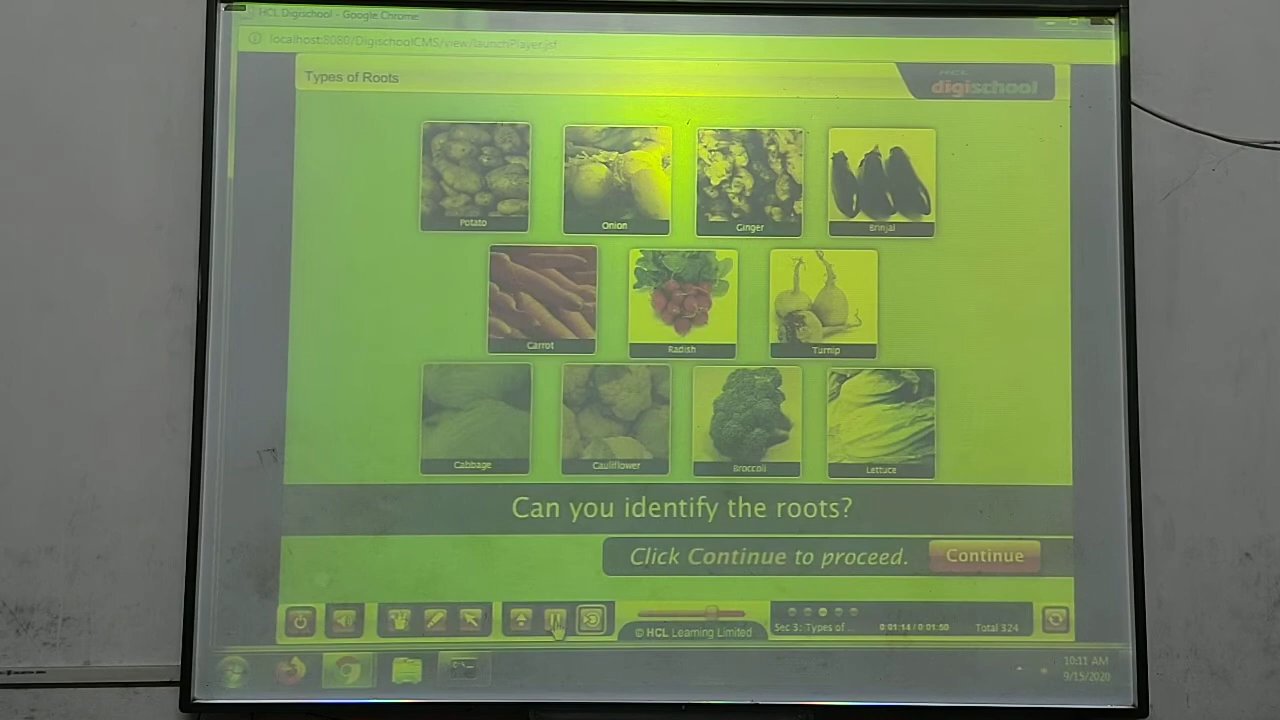 HCL Digischool - Google Chrome
localhost:8080/DigischoolCMS/view/launchPlayer.jsf
Types of Roots
HCL
digischool
Potato
Onion
Ginger
Brinjal
Carrot
Radish
Turnip
Cabbage
Cauliflower
Broccoli
Lettuce
Can you identify the roots?
Click Continue to proceed.
Continue
© HCL Learning Limited
Sec 3: Types of ..
0:01:14 / 0:01:50
Total 324
10:11 AM
9/15/2020